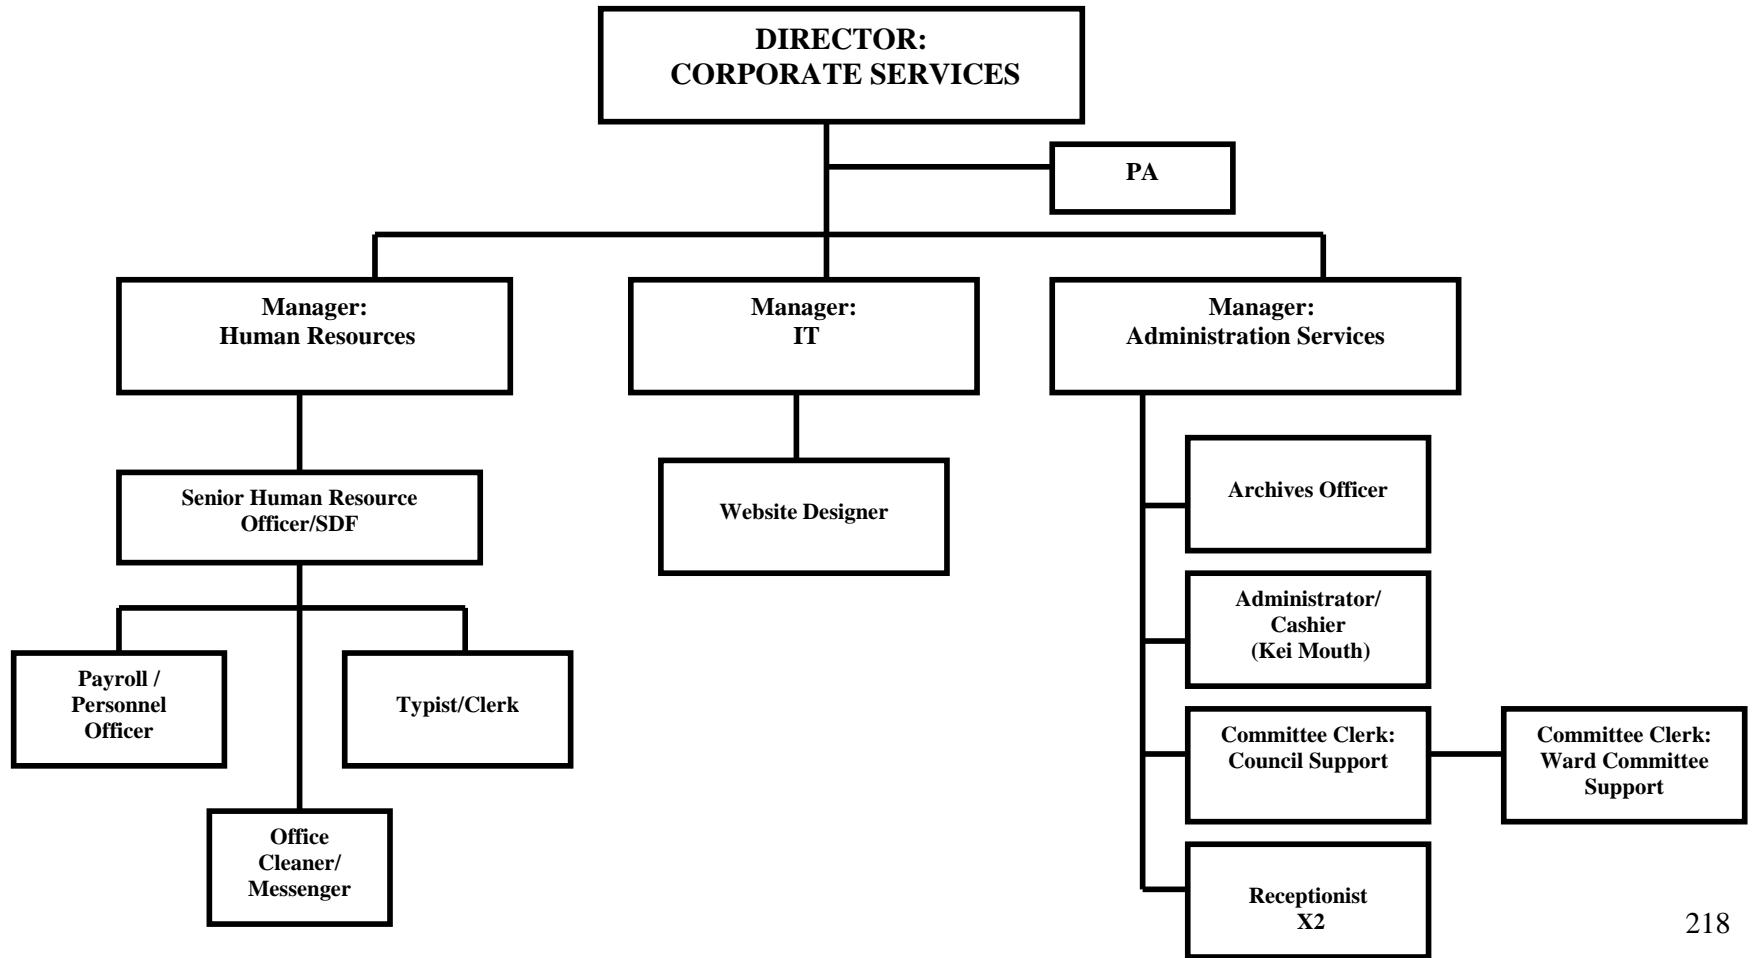 DIRECTOR:
CORPORATE SERVICES
PA
Manager:
Human Resources
Manager:
IT
Manager:
Administration Services
Senior Human Resource
Officer/SDF
Website Designer
Archives Officer
Administrator/
Cashier
(Kei Mouth)
Payroll /
Personnel
Officer
Typist/Clerk
Committee Clerk:
Council Support
Committee Clerk:
Ward Committee
Support
Office
Cleaner/
Messenger
Receptionist
X2
218